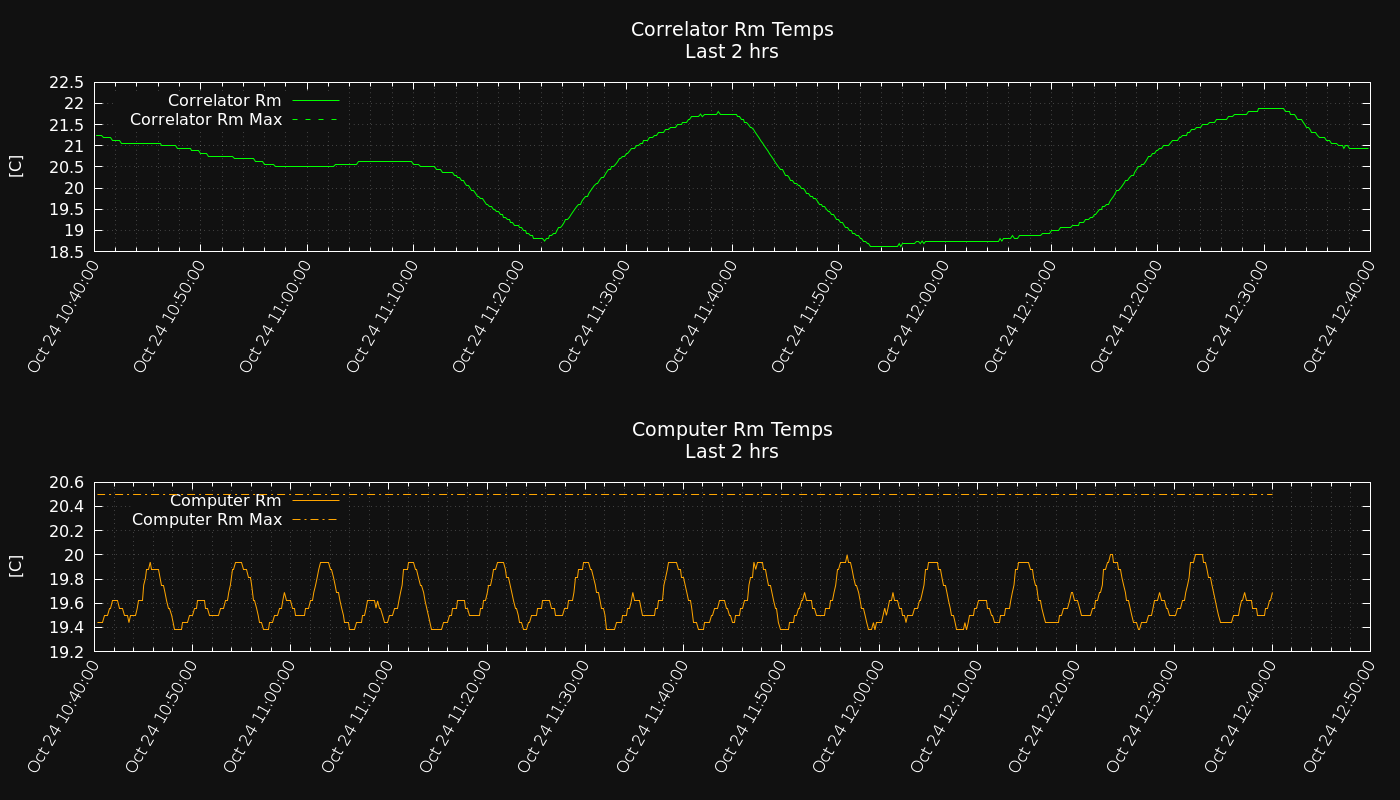 Correlator Rm Temps
Last 2 hrs
22.5
22
21.5
21
20.5
20
19.5
19
18.5
[C]
Correlator Rm
Correlator Rm Max
Oct 24 10:40:00
Oct 24 10:50:00
Oct 24 11:00:00
Oct 24 11:10:00
Oct 24 11:20:00
Oct 24 11:30:00
Oct 24 11:40:00
Oct 24 11:50:00
Oct 24 12:00:00
Oct 24 12:10:00
Oct 24 12:20:00
Oct 24 12:30:00
Oct 24 12:40:00
Computer Rm Temps
Last 2 hrs
20.6
20.4
20.2
20
19.8
19.6
19.4
19.2
[C]
Computer Rm
Computer Rm Max
Oct 24 10:40:00
Oct 24 10:50:00
Oct 24 11:00:00
Oct 24 11:10:00
Oct 24 11:20:00
Oct 24 11:30:00
Oct 24 11:40:00
Oct 24 11:50:00
Oct 24 12:00:00
Oct 24 12:10:00
Oct 24 12:20:00
Oct 24 12:30:00
Oct 24 12:40:00
Oct 24 12:50:00